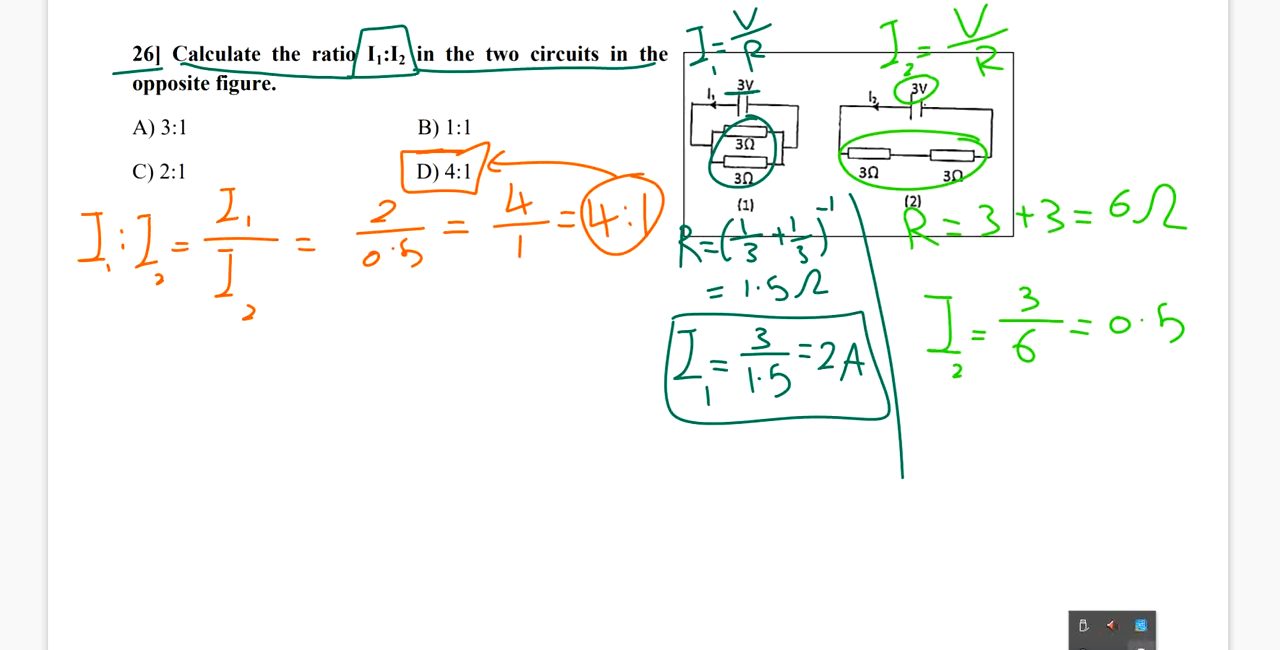 26] Calculate the ratio I₁:I₂ in the two circuits in the
opposite figure.
A) 3:1
B) 1:1
C) 2:1
D) 4:1
I₁:I₂ = I₁/I₂ = 2/0.5 = 4/1 = 4:1
I₁ = V/R
I₁
3V
3Ω
3Ω
(1)
R=(1/3+1/3)⁻¹
= 1.5Ω
I₁ = 3/1.5 = 2A
I₂ = V/R
I₂
3V
3Ω
3Ω
(2)
R = 3+3 = 6Ω
I₂ = 3/6 = 0.5